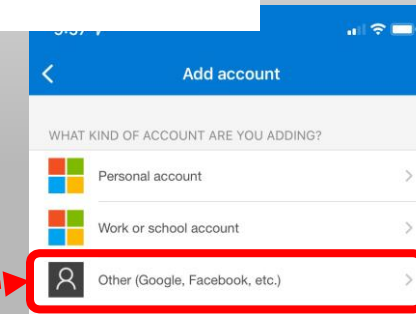 Add account
WHAT KIND OF ACCOUNT ARE YOU ADDING?
Personal account
Work or school account
Other (Google, Facebook, etc.)